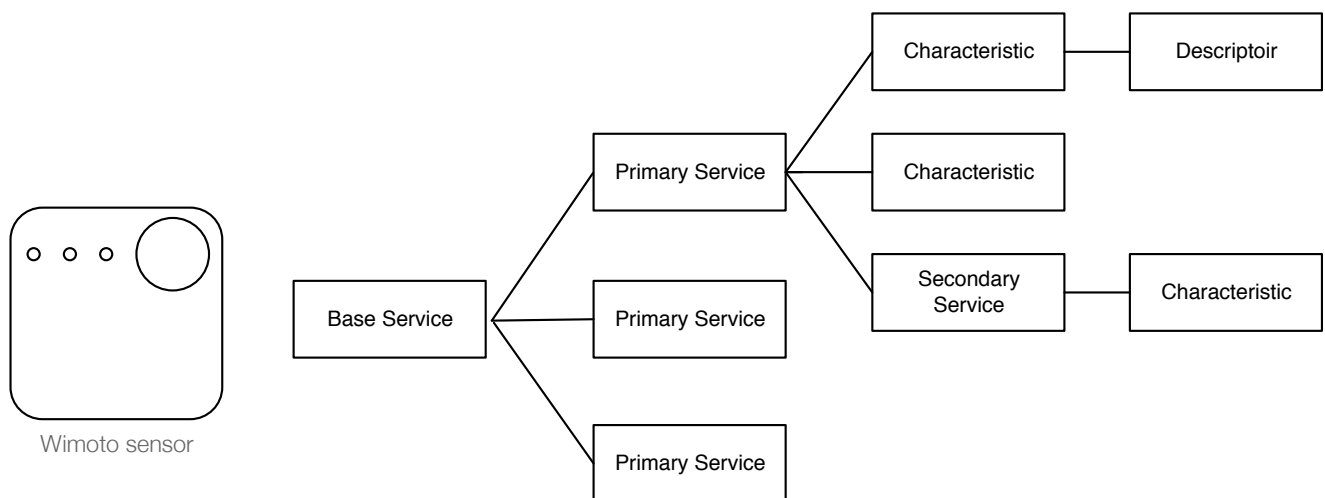 Characteristic
Descriptoir
Primary Service
Characteristic
Secondary
Service
Characteristic
Base Service
Primary Service
Wimoto sensor
Primary Service